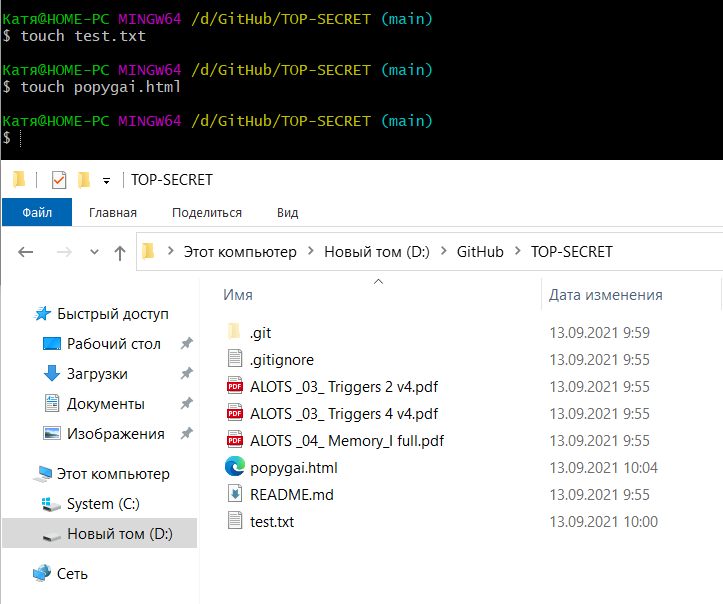 Катя@HOME-PC MINGW64 /d/GitHub/TOP-SECRET (main)
$ touch test.txt
Катя@HOME-PC MINGW64 /d/GitHub/TOP-SECRET (main)
$ touch popygai.html
Катя@HOME-PC MINGW64 /d/GitHub/TOP-SECRET (main)
$
TOP-SECRET
Файл Главная Поделиться Вид
Этот компьютер Новый том (D:) GitHub TOP-SECRET
Имя Дата изменения
Быстрый доступ
Рабочий стол
Загрузки
Документы
Изображения
Этот компьютер
System (C:)
Новый том (D:)
Сеть
.git 13.09.2021 9:59
.gitignore 13.09.2021 9:55
ALOTS _03_ Triggers 2 v4.pdf 13.09.2021 9:55
ALOTS _03_ Triggers 4 v4.pdf 13.09.2021 9:55
ALOTS _04_ Memory_I full.pdf 13.09.2021 9:55
popygai.html 13.09.2021 10:04
README.md 13.09.2021 9:55
test.txt 13.09.2021 10:00